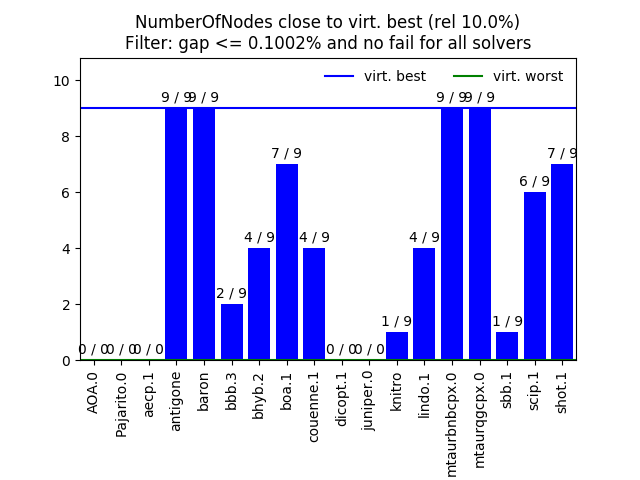 NumberOfNodes close to virt. best (rel 10.0%)
Filter: gap <= 0.1002% and no fail for all solvers
virt. best
virt. worst
10
8
6
4
2
0
0 / 0
0 / 0
0 / 0
9 / 9
9 / 9
2 / 9
4 / 9
7 / 9
4 / 9
0 / 0
0 / 0
1 / 9
4 / 9
9 / 9
9 / 9
1 / 9
6 / 9
7 / 9
AOA.0
Pajarito.0
aecp.1
antigone
baron
bbb.3
bhyb.2
boa.1
couenne.1
dicopt.1
juniper.0
knitro
lindo.1
mtaurbnbcpx.0
mtaurqgcpx.0
sbb.1
scip.1
shot.1